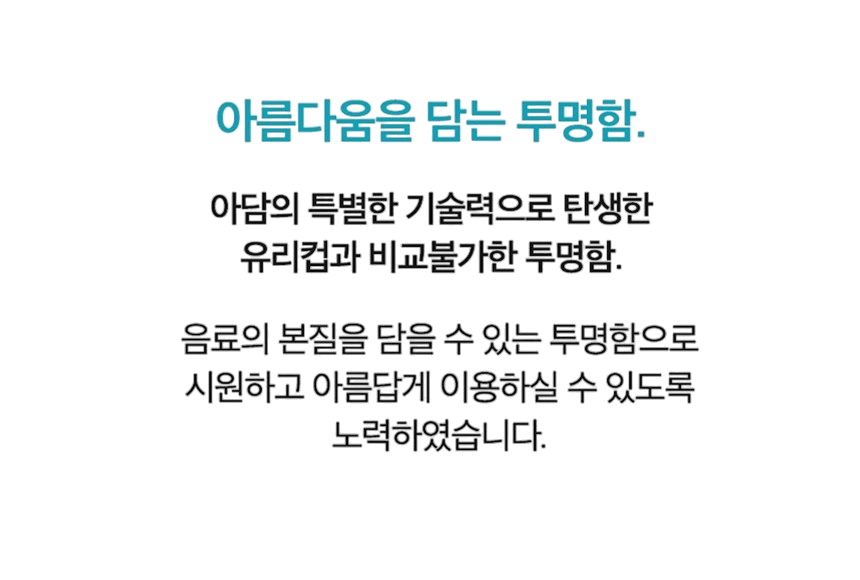 아름다움을 담는 투명함.
아담의 특별한 기술력으로 탄생한
유리컵과 비교불가한 투명함.
음료의 본질을 담을 수 있는 투명함으로
시원하고 아름답게 이용하실 수 있도록
노력하였습니다.